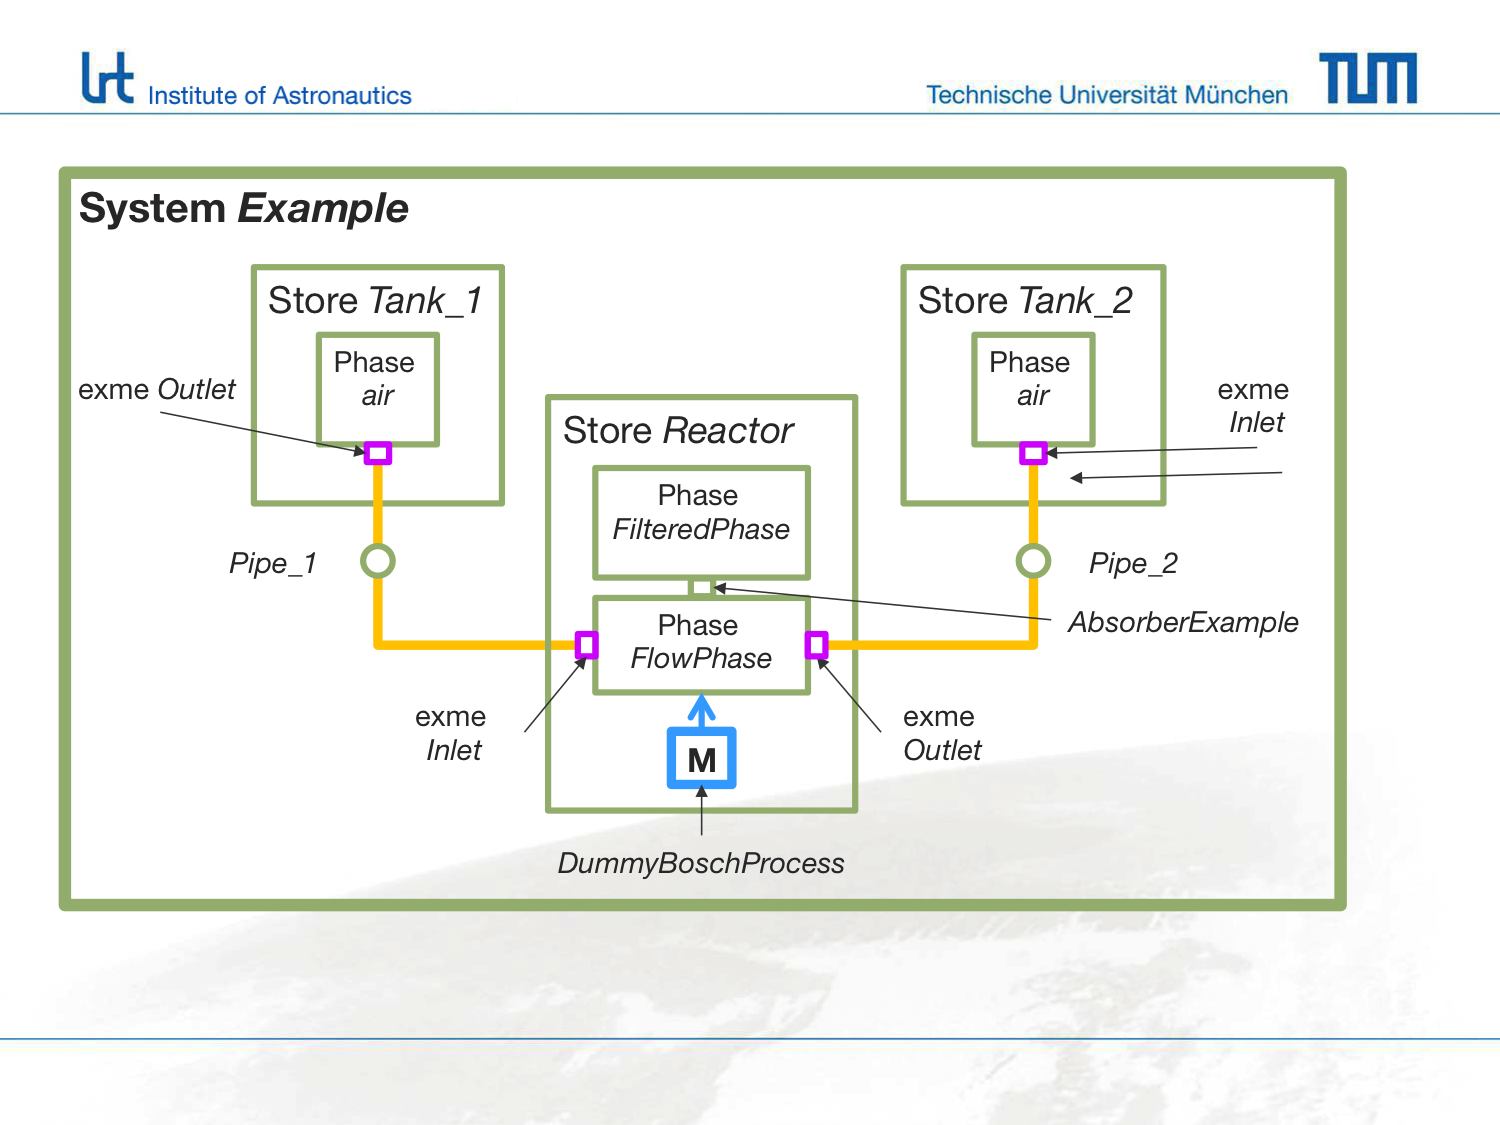 lrt Institute of Astronautics
Technische Universität München TUM
System Example
Store Tank_1
Phase
air
exme Outlet
Store Tank_2
Phase
air
exme
Inlet
Store Reactor
Phase
FilteredPhase
Pipe_1
Pipe_2
AbsorberExample
Phase
FlowPhase
exme
Inlet
exme
Outlet
M
DummyBoschProcess